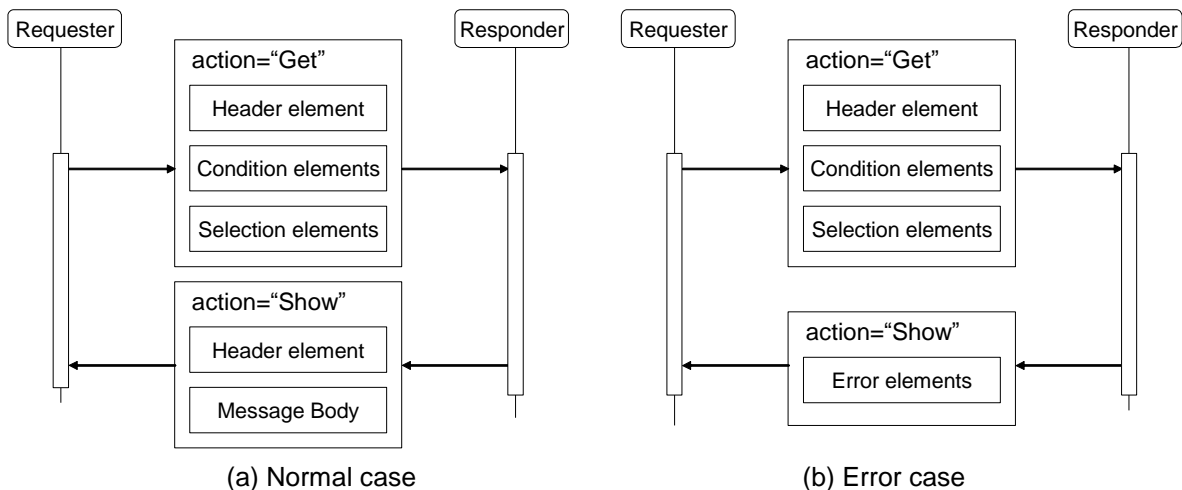 Requester
Responder
action=“Get”
Header element
Condition elements
Selection elements
action=“Show”
Header element
Message Body
(a) Normal case
Requester
Responder
action=“Get”
Header element
Condition elements
Selection elements
action=“Show”
Error elements
(b) Error case